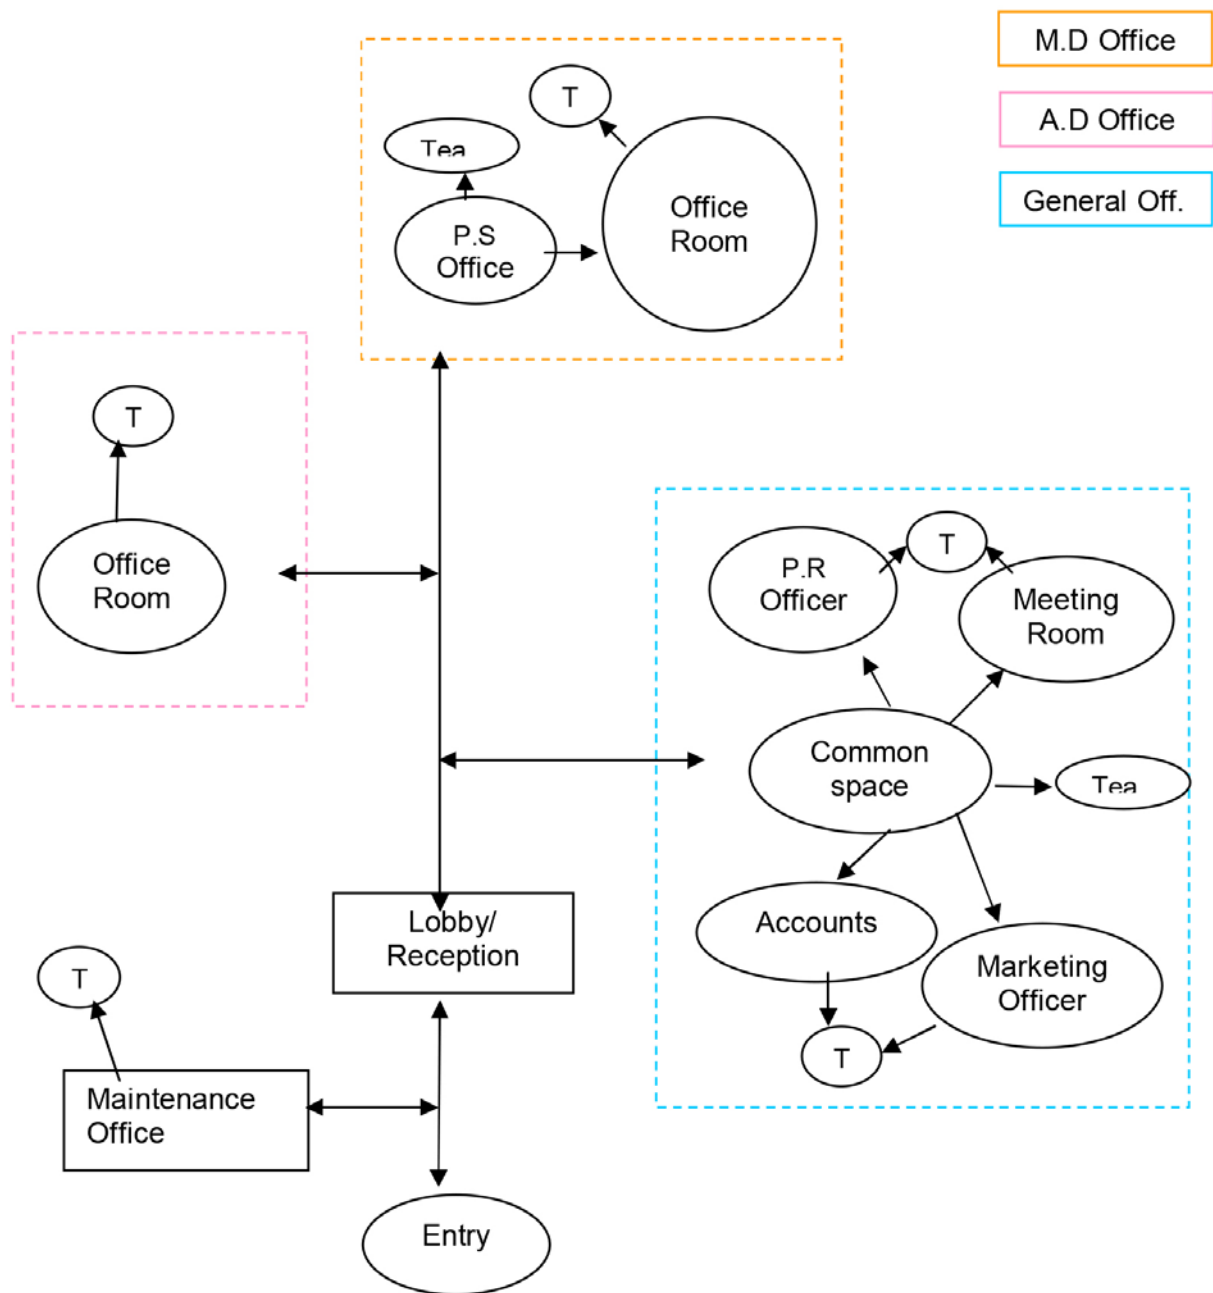 M.D Office
A.D Office
General Off.
T
Tea
Office
Room
P.S
Office
T
Office
Room
T
P.R
Officer
Meeting
Room
Common
space
Tea
Accounts
Marketing
Officer
T
Lobby/
Reception
T
Maintenance
Office
Entry